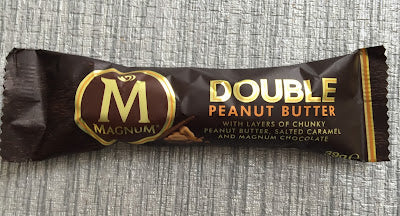 M
MAGNUM
DOUBLE
PEANUT BUTTER
WITH LAYERS OF CHUNKY
PEANUT BUTTER, SALTED CARAMEL
AND MAGNUM CHOCOLATE